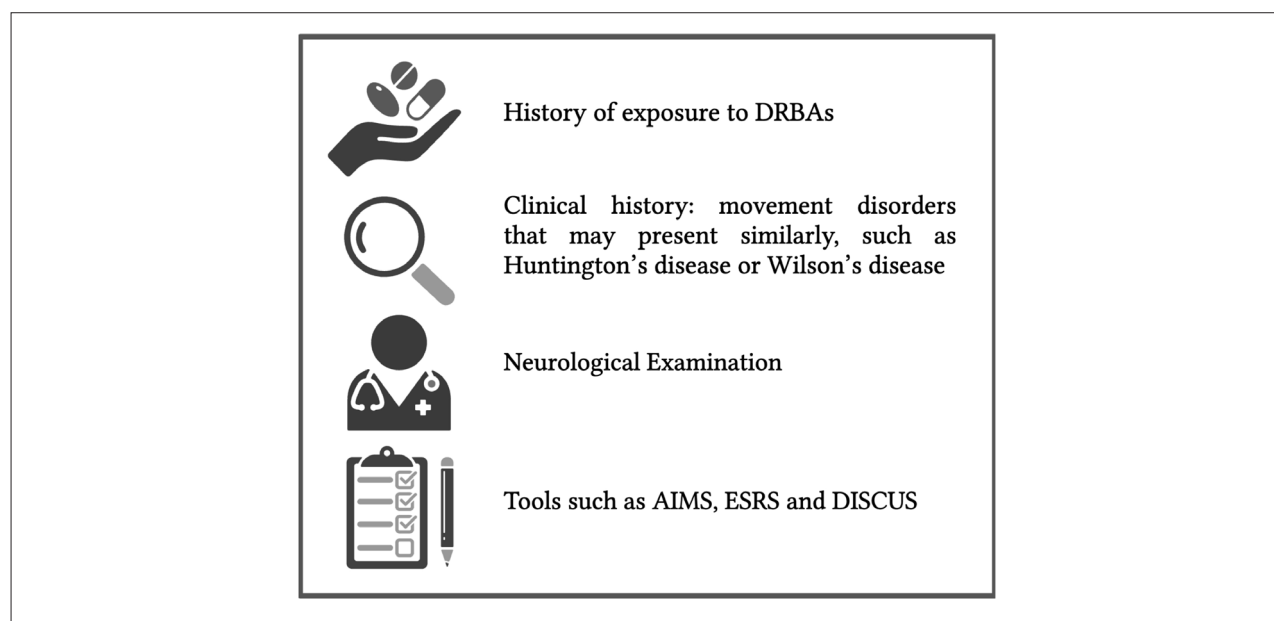 History of exposure to DRBAs
Clinical history: movement disorders
that may present similarly, such as
Huntington’s disease or Wilson’s disease
Neurological Examination
Tools such as AIMS, ESRS and DISCUS